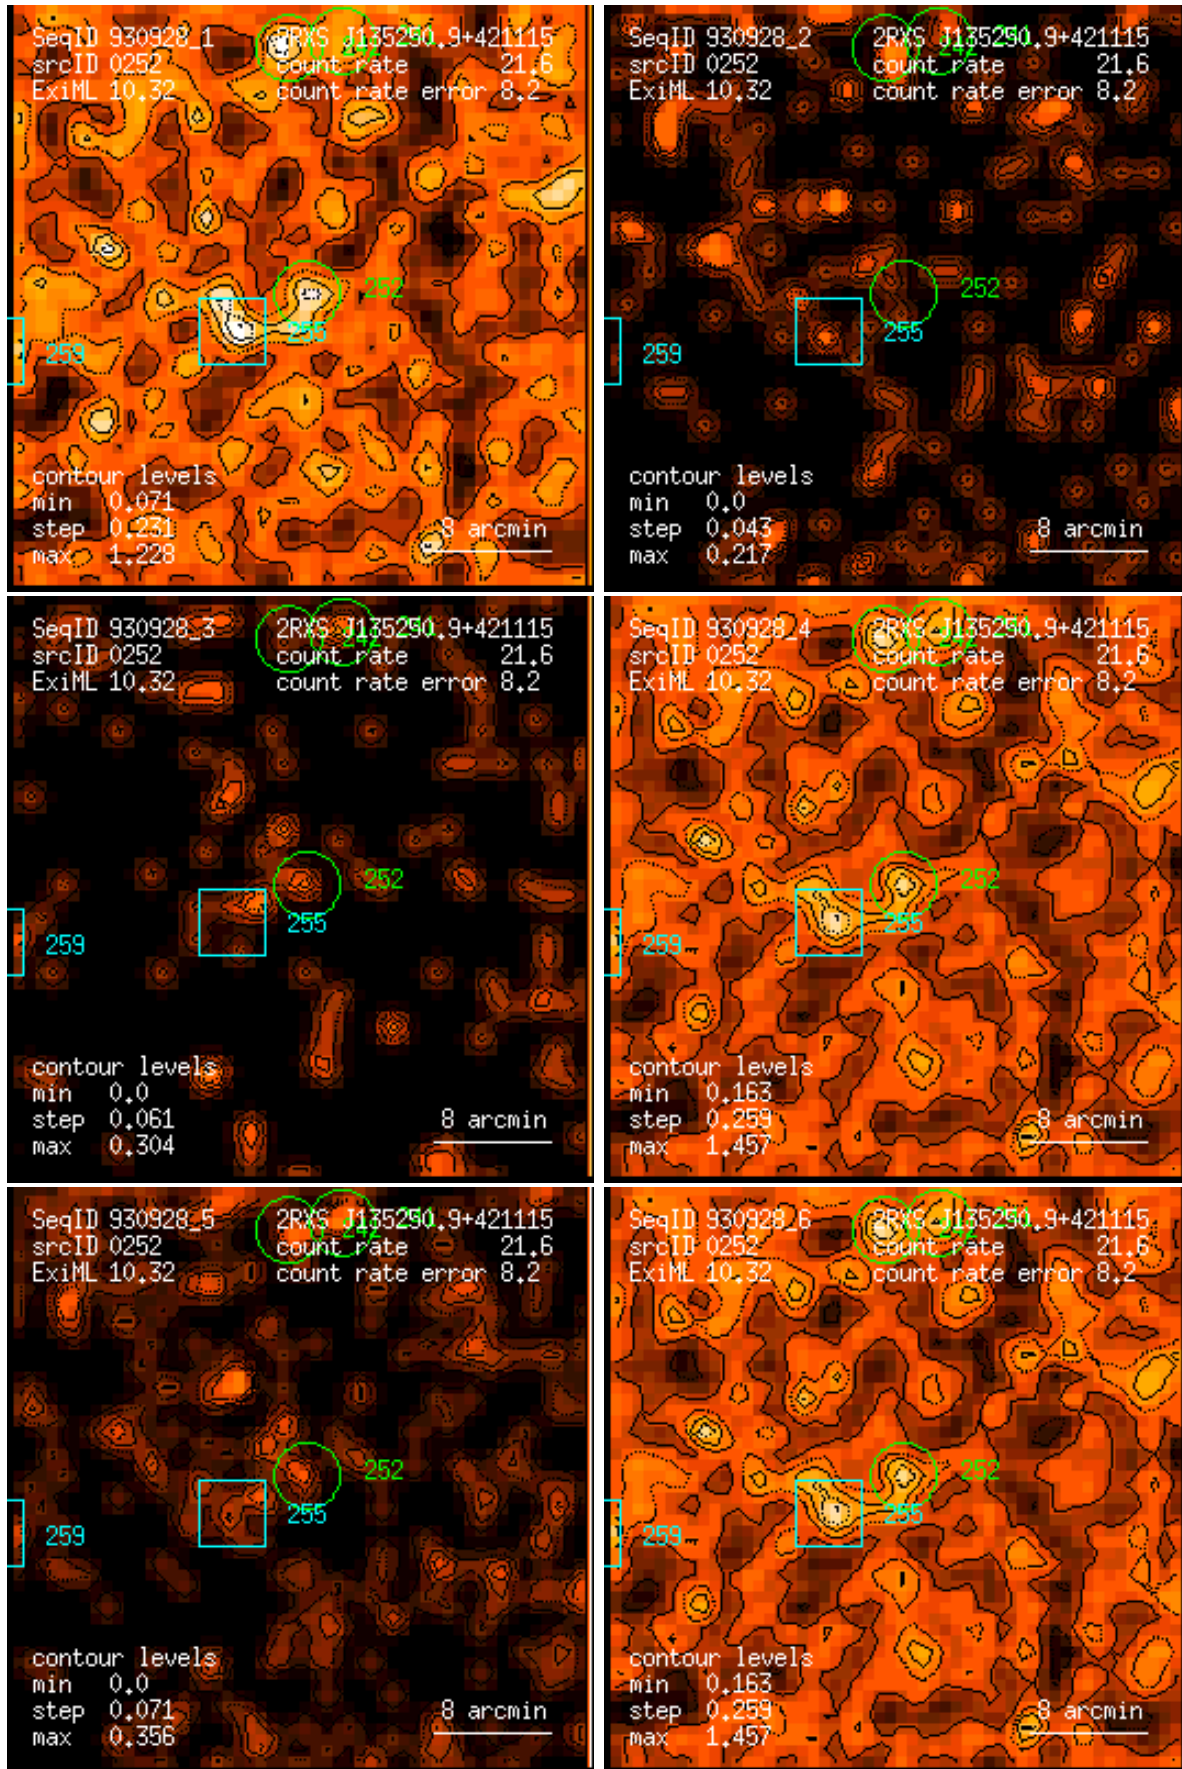 SeqID 930928_1 2RXS J135250.9+421115
srcID 0252 count rate 21.6
ExiML 10.32 count rate error 8.2
252
255
259
contour levels
min 0.071
step 0.231
max 1.228
8 arcmin
SeqID 930928_2 2RXS J135250.9+421115
srcID 0252 count rate 21.6
ExiML 10.32 count rate error 8.2
252
255
259
contour levels
min 0.0
step 0.043
max 0.217
8 arcmin
SeqID 930928_3 2RXS J135250.9+421115
srcID 0252 count rate 21.6
ExiML 10.32 count rate error 8.2
252
255
259
contour levels
min 0.0
step 0.061
max 0.304
8 arcmin
SeqID 930928_4 2RXS J135250.9+421115
srcID 0252 count rate 21.6
ExiML 10.32 count rate error 8.2
252
255
259
contour levels
min 0.163
step 0.259
max 1.457
8 arcmin
SeqID 930928_5 2RXS J135250.9+421115
srcID 0252 count rate 21.6
ExiML 10.32 count rate error 8.2
252
255
259
contour levels
min 0.0
step 0.071
max 0.356
8 arcmin
SeqID 930928_6 2RXS J135250.9+421115
srcID 0252 count rate 21.6
ExiML 10.32 count rate error 8.2
252
255
259
contour levels
min 0.163
step 0.259
max 1.457
8 arcmin